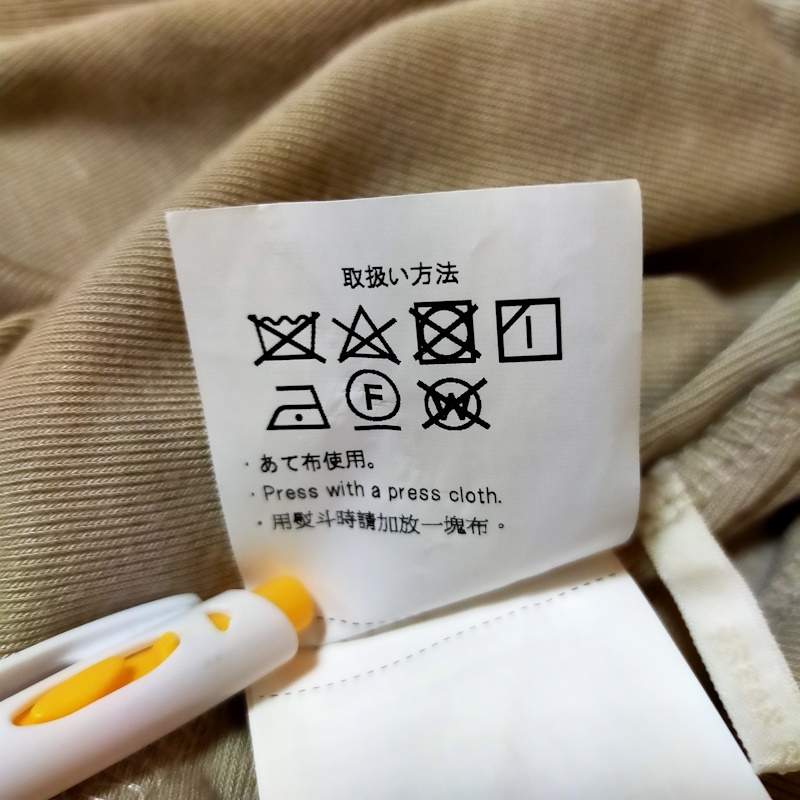 取扱い方法
F W
・あて布使用。
・Press with a press cloth.
・用熨斗時請加放一塊布。